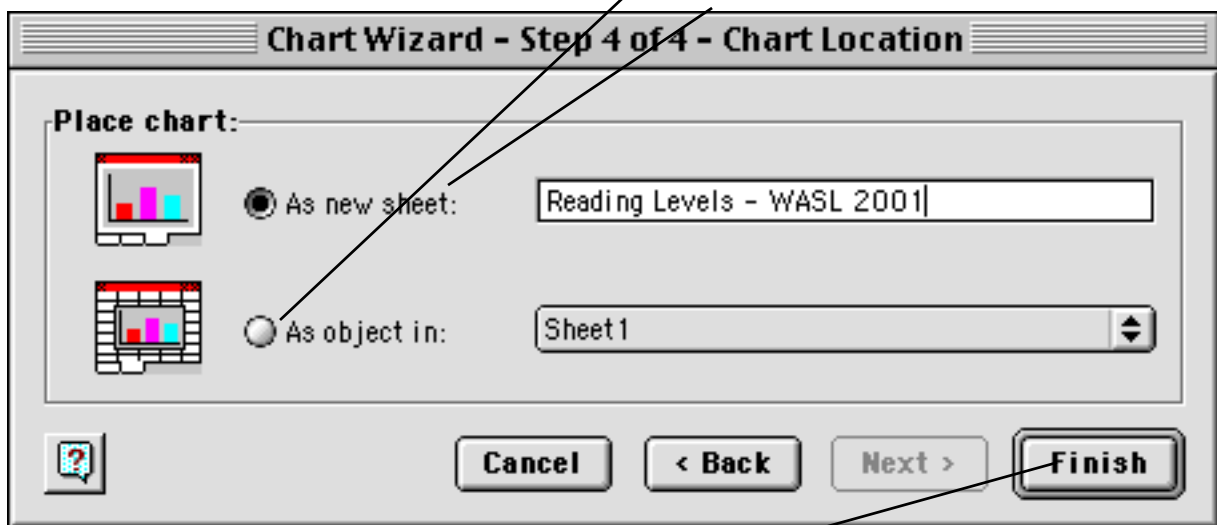 Chart Wizard – Step 4 of 4 – Chart Location
Place chart:
As new sheet: Reading Levels - WASL 2001
As object in: Sheet1
? Cancel < Back Next > Finish